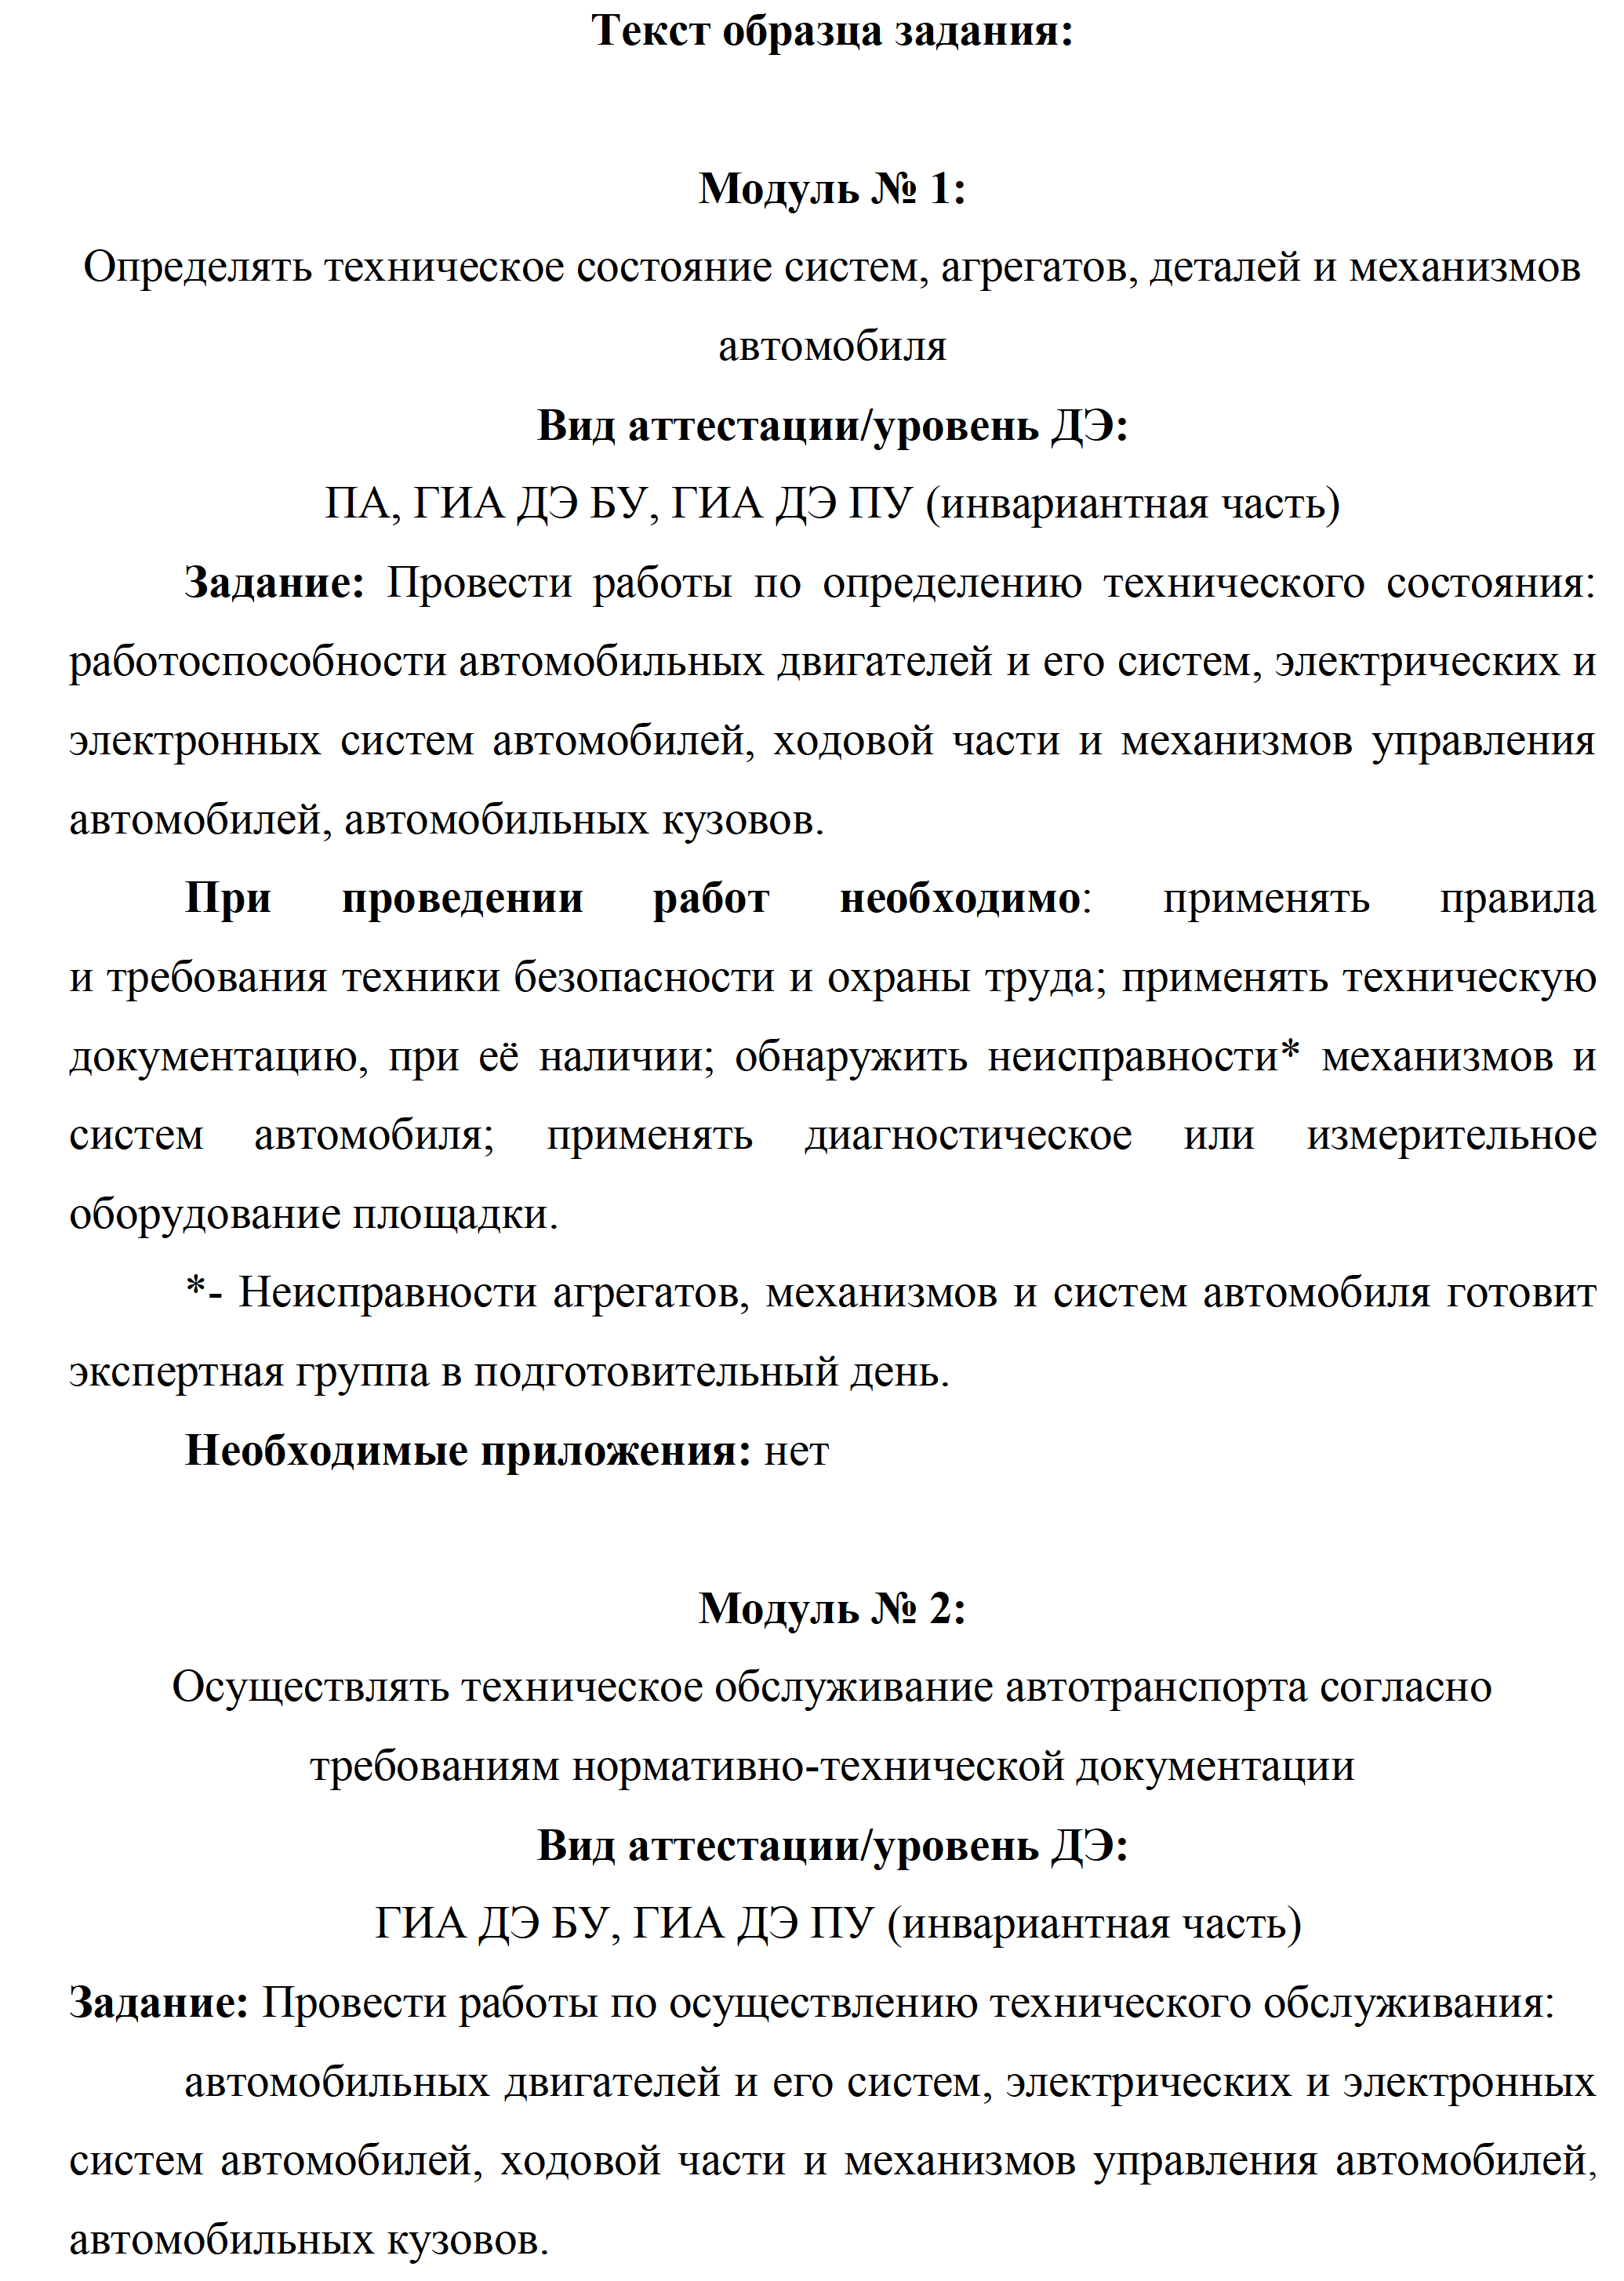 Текст образца задания:
Модуль № 1:
Определять техническое состояние систем, агрегатов, деталей и механизмов
автомобиля
Вид аттестации/уровень ДЭ:
ПА, ГИА ДЭ БУ, ГИА ДЭ ПУ (инвариантная часть)
Задание: Провести работы по определению технического состояния:
работоспособности автомобильных двигателей и его систем, электрических и
электронных систем автомобилей, ходовой части и механизмов управления
автомобилей, автомобильных кузовов.
При проведении работ необходимо: применять правила
и требования техники безопасности и охраны труда; применять техническую
документацию, при её наличии; обнаружить неисправности* механизмов и
систем автомобиля; применять диагностическое или измерительное
оборудование площадки.
*- Неисправности агрегатов, механизмов и систем автомобиля готовит
экспертная группа в подготовительный день.
Необходимые приложения: нет
Модуль № 2:
Осуществлять техническое обслуживание автотранспорта согласно
требованиям нормативно-технической документации
Вид аттестации/уровень ДЭ:
ГИА ДЭ БУ, ГИА ДЭ ПУ (инвариантная часть)
Задание: Провести работы по осуществлению технического обслуживания:
автомобильных двигателей и его систем, электрических и электронных
систем автомобилей, ходовой части и механизмов управления автомобилей,
автомобильных кузовов.